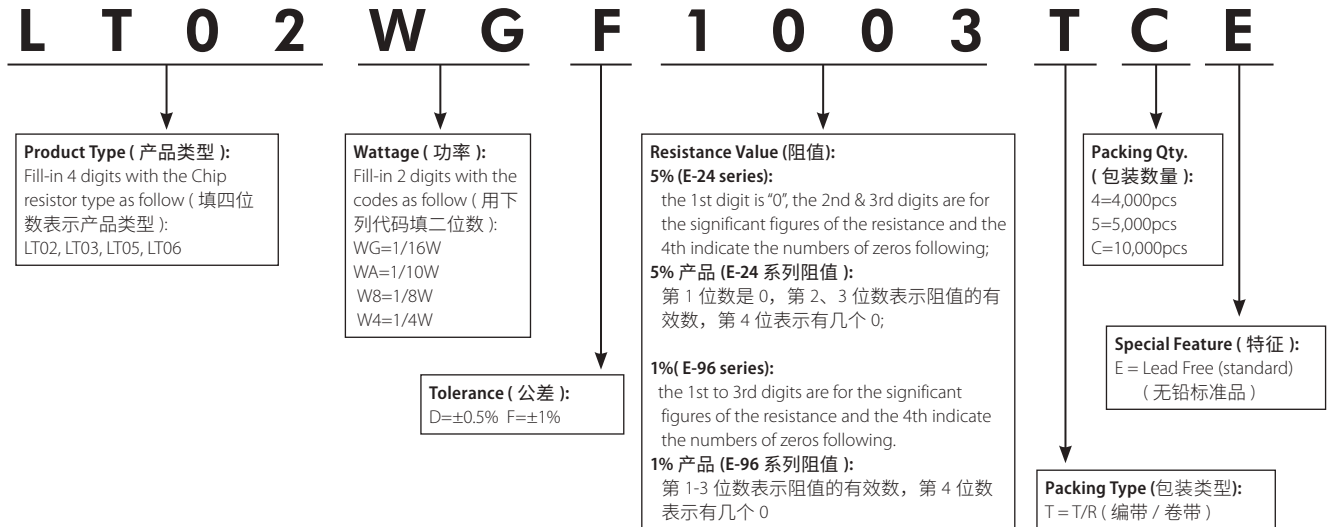 L T 0 2 W G F 1 0 0 3 T C E
Product Type ( 产品类型 ):
Fill-in 4 digits with the Chip
resistor type as follow ( 填四位
数表示产品类型 ):
LT02, LT03, LT05, LT06
Wattage ( 功率 ):
Fill-in 2 digits with the
codes as follow ( 用下
列代码填二位数 ):
WG=1/16W
WA=1/10W
W8=1/8W
W4=1/4W
Tolerance ( 公差 ):
D=±0.5% F=±1%
Resistance Value (阻值):
5% (E-24 series):
the 1st digit is “0”, the 2nd & 3rd digits are for
the significant figures of the resistance and the
4th indicate the numbers of zeros following;
5% 产品 (E-24 系列阻值 ):
第 1 位数是 0，第 2、3 位数表示阻值的有
效数，第 4 位表示有几个 0;
1%( E-96 series):
the 1st to 3rd digits are for the significant
figures of the resistance and the 4th indicate
the numbers of zeros following.
1% 产品 (E-96 系列阻值 ):
第 1-3 位数表示阻值的有效数，第 4 位数
表示有几个 0
Packing Qty.
( 包装数量 ):
4=4,000pcs
5=5,000pcs
C=10,000pcs
Special Feature ( 特征 ):
E = Lead Free (standard)
( 无铅标准品 )
Packing Type (包装类型):
T = T/R ( 编带 / 卷带 )